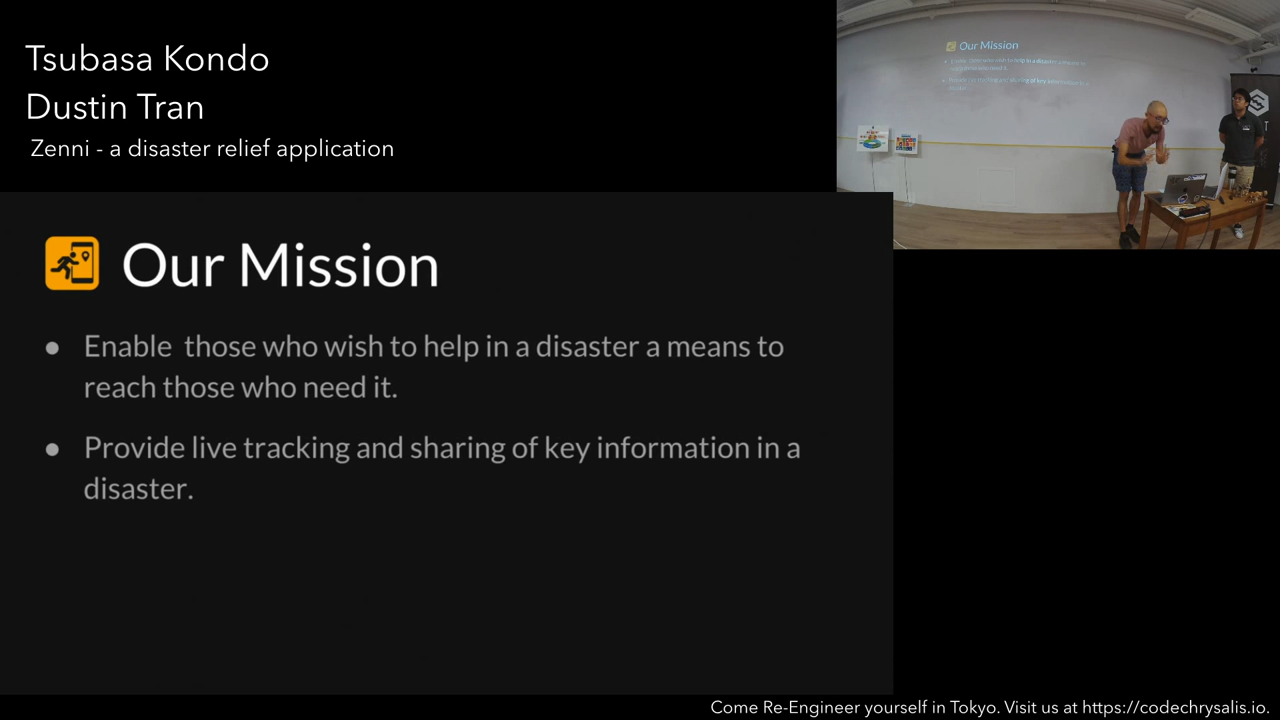 Tsubasa Kondo
Dustin Tran
Zenni - a disaster relief application
Our Mission
Our Mission
● Enable those who wish to help in a disaster a means to
reach those who need it.
● Provide live tracking and sharing of key information in a
disaster.
Come Re-Engineer yourself in Tokyo. Visit us at https://codechrysalis.io.